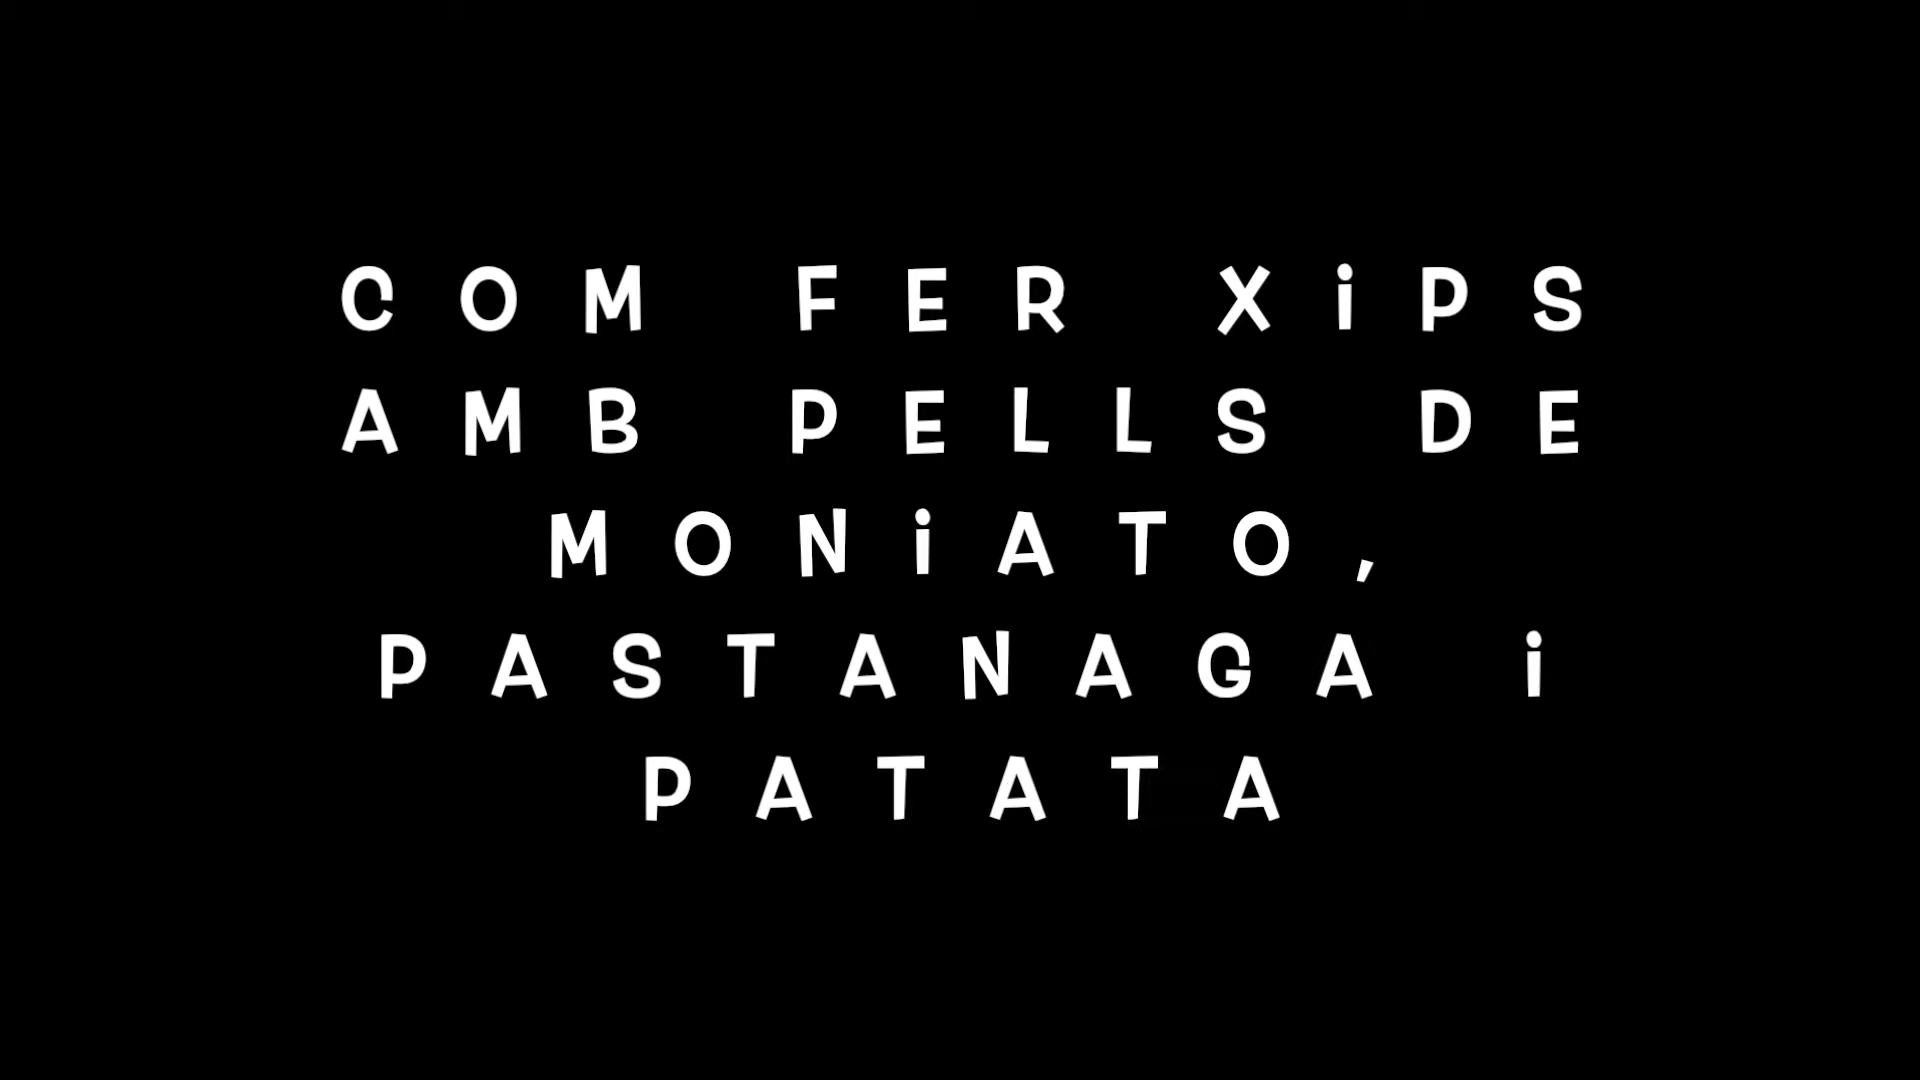 COM FER XiPS
AMB PELLS DE
MONiATO,
PASTANAGA i
PATATA